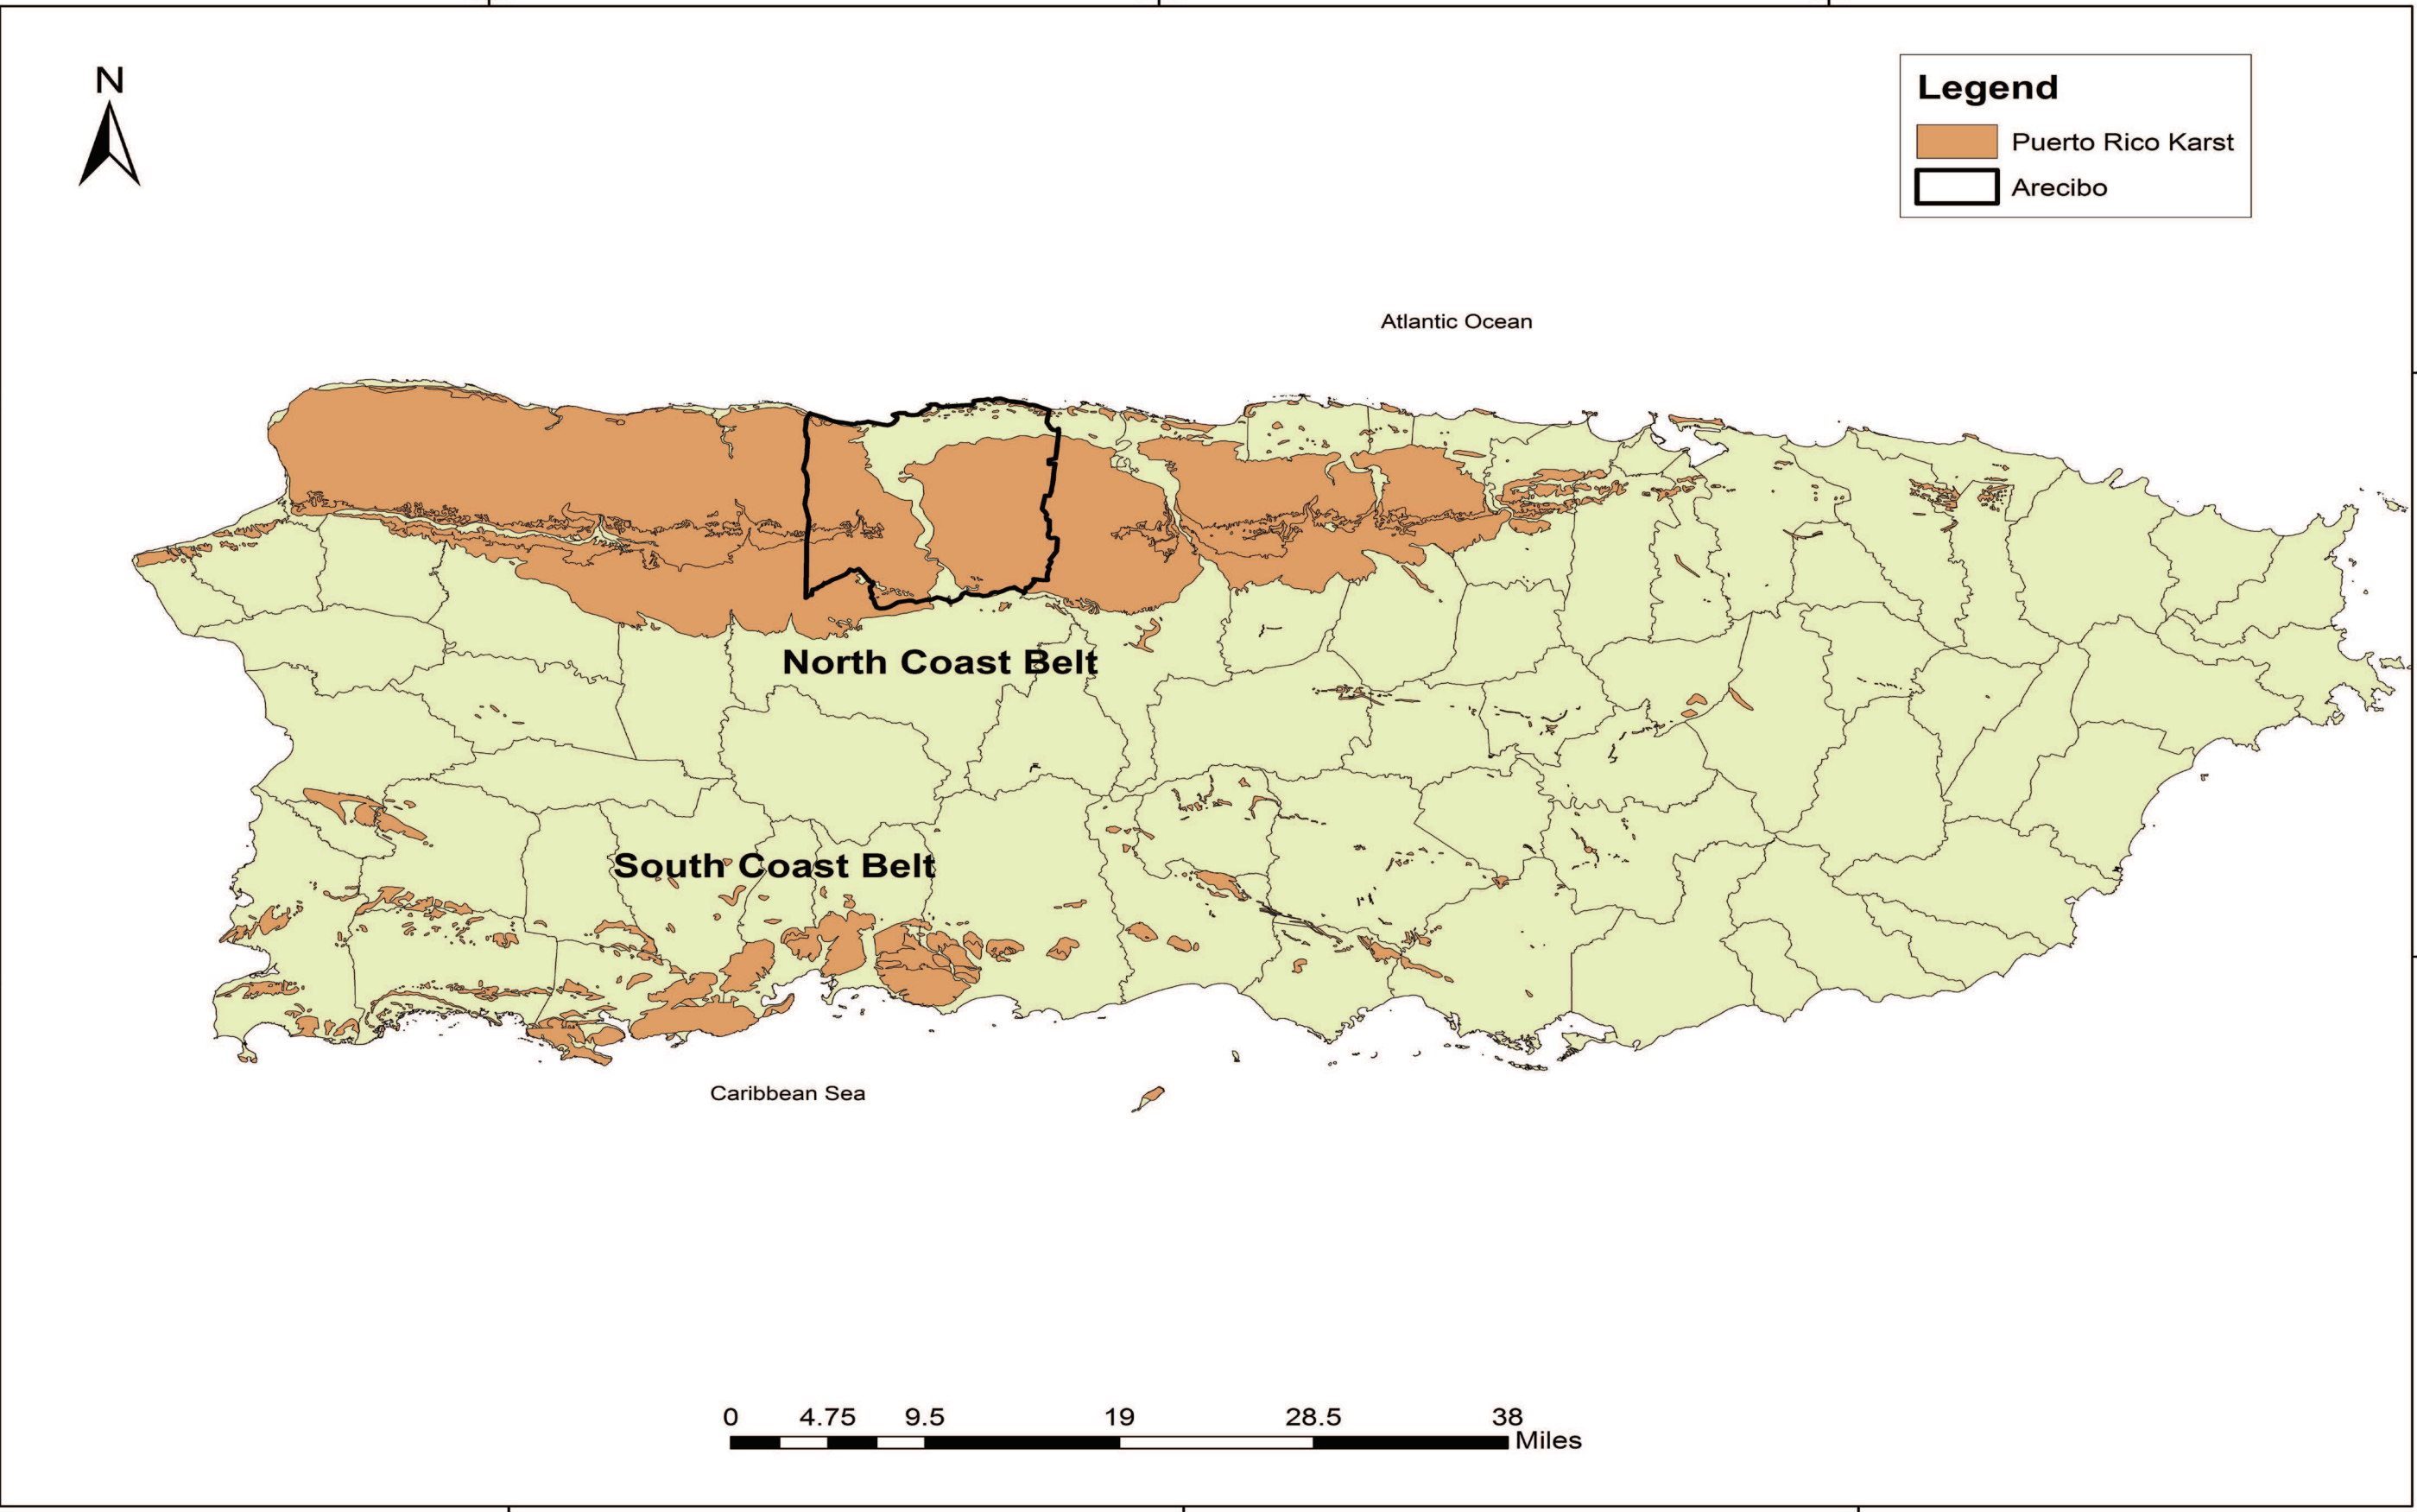 N
Legend
Puerto Rico Karst
Arecibo
Atlantic Ocean
North Coast Belt
South Coast Belt
Caribbean Sea
0 4.75 9.5 19 28.5 38
Miles